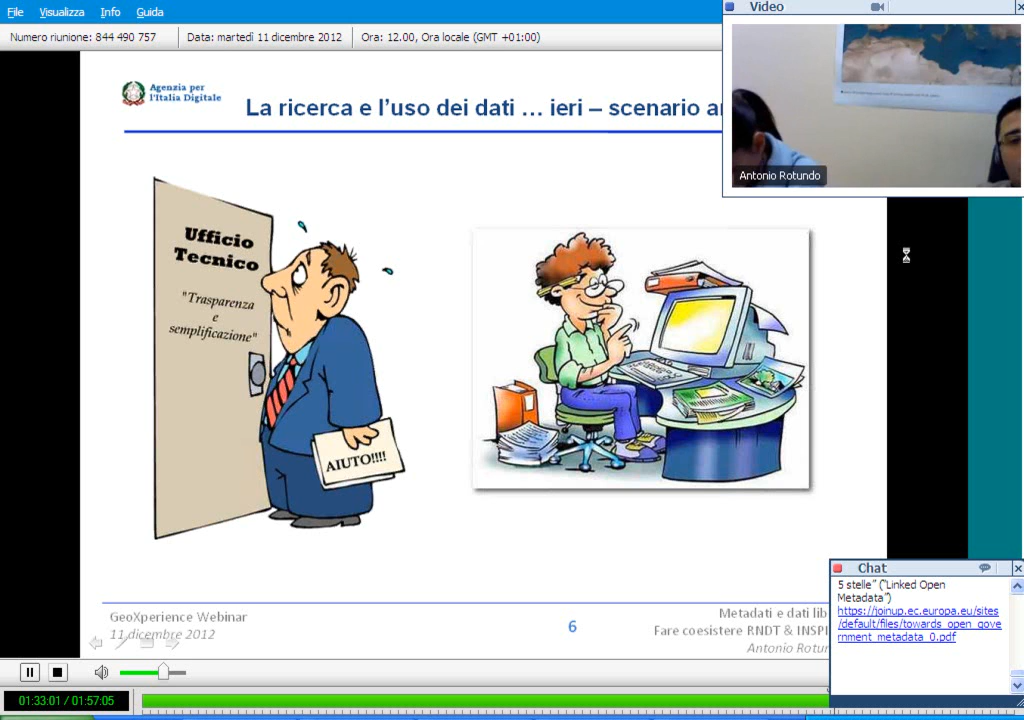 File Visualizza Info Guida
Video
Numero riunione: 844 490 757 Data: martedì 11 dicembre 2012 Ora: 12.00, Ora locale (GMT +01:00)
Antonio Rotundo
Agenzia per
l'Italia Digitale
La ricerca e l'uso dei dati ... ieri – scenario
Ufficio
Tecnico
"Trasparenza
e
semplificazione"
AIUTO!!!!
Chat
5 stelle" ("Linked Open
Metadata")
https://joinup.ec.europa.eu/sites
/default/files/towards_open_gove
rnment_metadata_0.pdf
GeoXperience Webinar
11 dicembre 2012
6
Metadati e dati lib
Fare coesistere RNDT & INSPI
Antonio Rotu
01:33:01 / 01:57:05